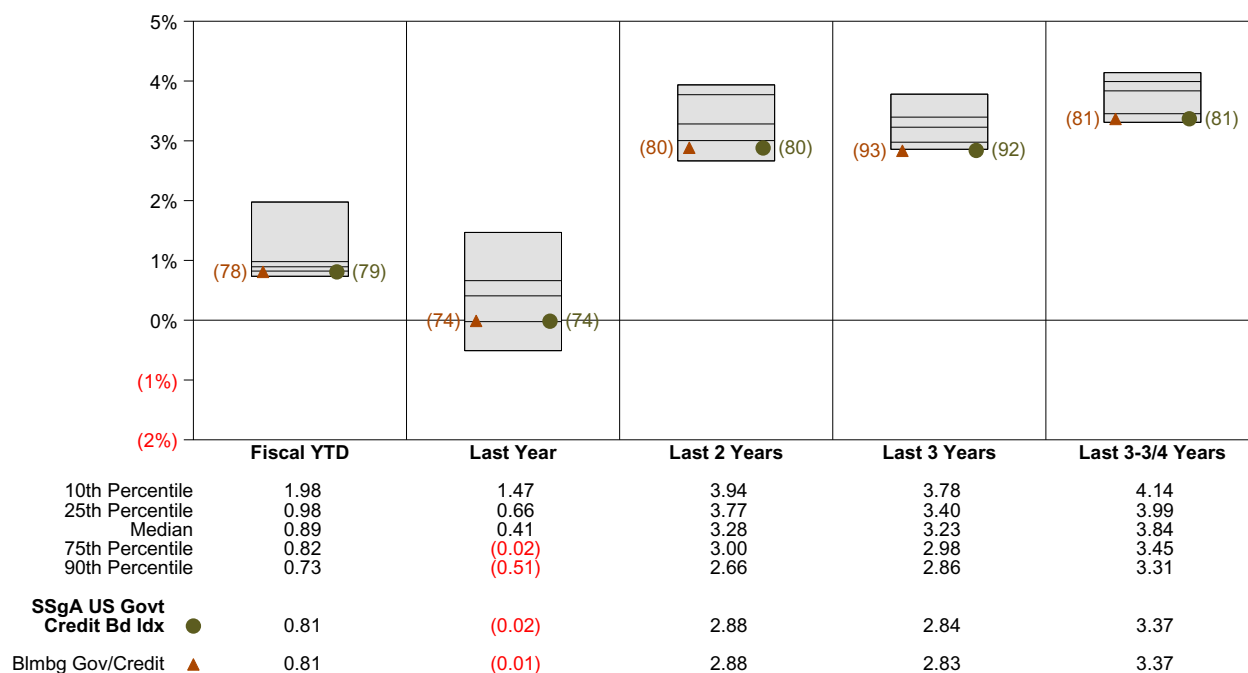 5%
4%
3%
2%
1%
0%
(1%)
(2%)
(78) (79)
(74) (74)
(80) (80)
(93) (92)
(81) (81)
Fiscal YTD Last Year Last 2 Years Last 3 Years Last 3-3/4 Years
10th Percentile 1.98 1.47 3.94 3.78 4.14
25th Percentile 0.98 0.66 3.77 3.40 3.99
Median 0.89 0.41 3.28 3.23 3.84
75th Percentile 0.82 (0.02) 3.00 2.98 3.45
90th Percentile 0.73 (0.51) 2.66 2.86 3.31
SSgA US Govt
Credit Bd Idx 0.81 (0.02) 2.88 2.84 3.37
Blmbg Gov/Credit 0.81 (0.01) 2.88 2.83 3.37